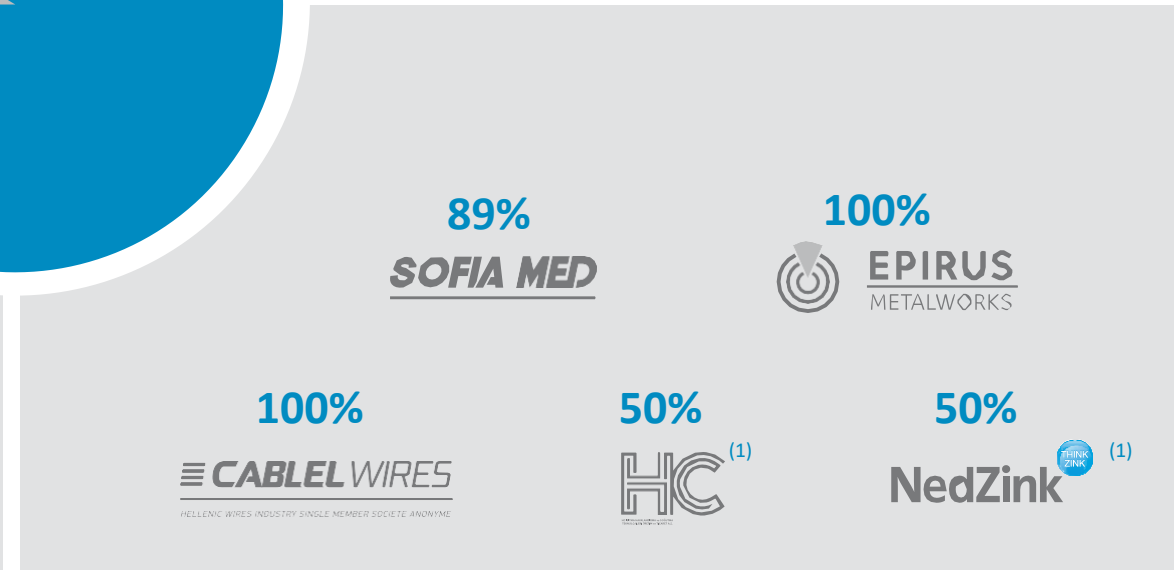 89%
100%
SOFIA MED
EPIRUS
METALWORKS
100%
50%
50%
CABLEL WIRES
HELLENIC WIRES INDUSTRY SINGLE MEMBER SOCIETE ANONYME
HC
(1)
NedZink
THINK
ZINK
(1)